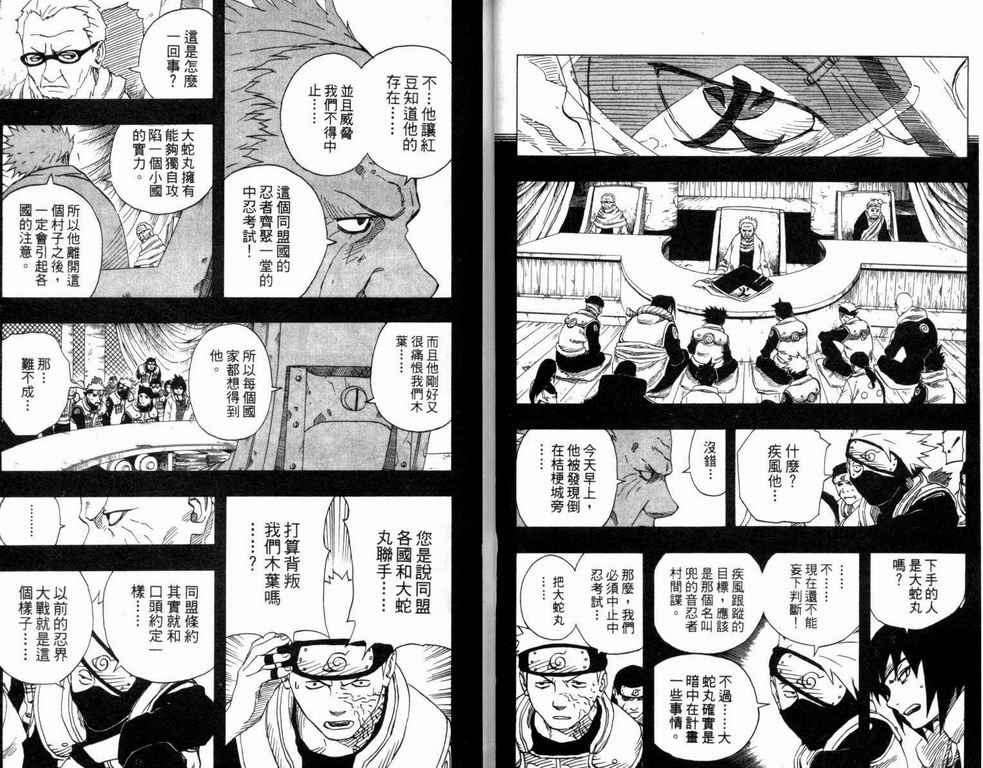 火
火
什麼？
疾風他…
沒錯…
今天早上，
他被發現倒
在桔梗城旁
……
下手的人
是大蛇丸
嗎？
不……
現在還不能
妄下判斷！
疾風跟蹤的
目標，應該
是那個名叫
兜的音忍者
村間諜。
不過……大
蛇丸確實是
暗中在計畫
一些事情。
那麼，我們
必須中止中
忍考試…
把大蛇丸
……
不…他讓紅
豆知道他的
存在……
並且威脅
我們不得中
止……
這個同盟國的
忍者齊聚一堂的
中忍考試！
這是怎麼
一回事？
大蛇丸擁有
能夠獨自攻
陷一個小國
的實力。
所以他離開這
個村子之後，
一定會引起各
國的注意。
而且他剛好又
很痛恨我們木
葉……
所以每個國
家都想得到
他。
那…
難不成…
您是說同盟
各國和大蛇
丸聯手……
打算背叛
我們木葉嗎
……？
……
同盟條約
其實就和
口頭約定一
樣……
以前的忍界
大戰就是這
個樣子……